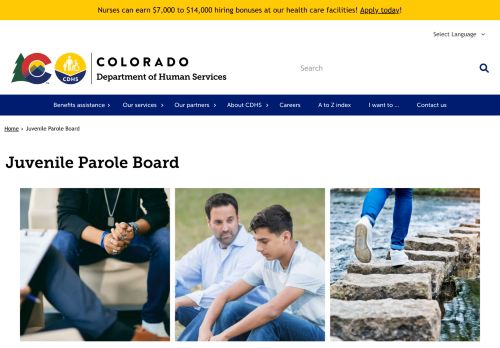 Nurses can earn $7,000 to $14,000 hiring bonuses at our health care facilities! Apply today!
Select Language
CDHS
COLORADO
Department of Human Services
Search
Benefits assistance
Our services
Our partners
About CDHS
Careers
A to Z index
I want to ...
Contact us
Home › Juvenile Parole Board
Juvenile Parole Board